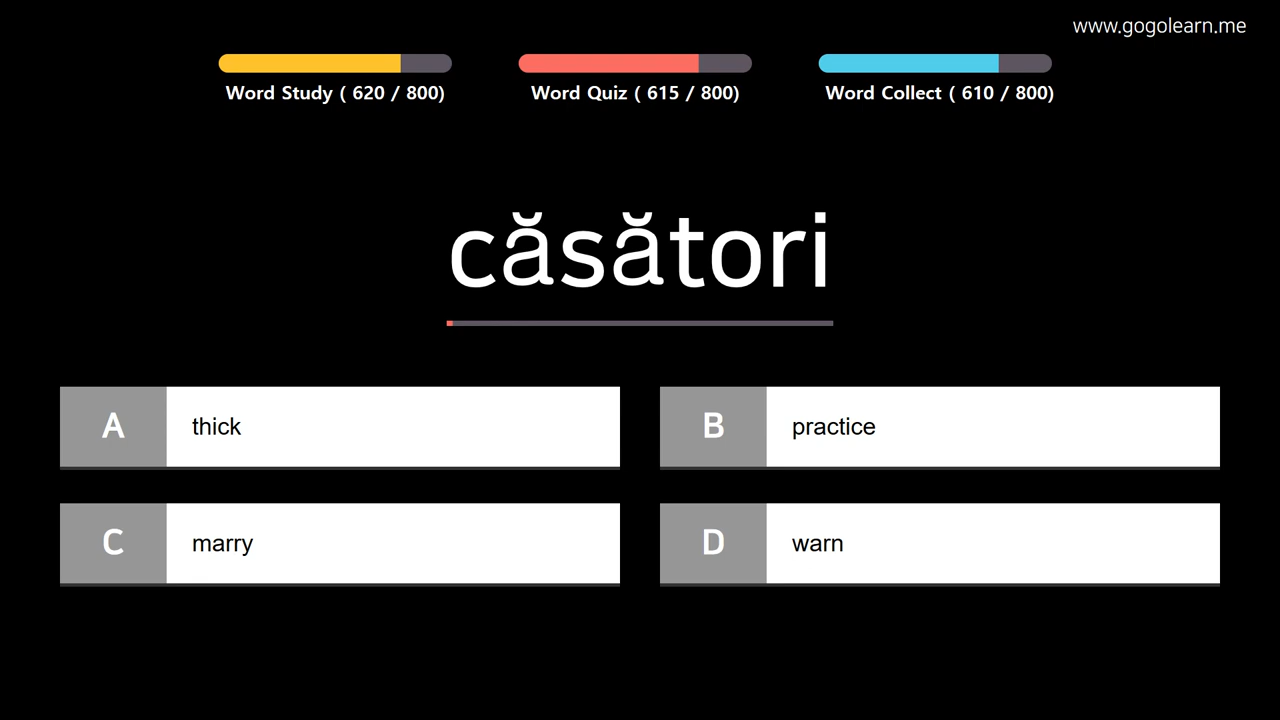 www.gogolearn.me
Word Study ( 620 / 800)
Word Quiz ( 615 / 800)
Word Collect ( 610 / 800)
căsători
A thick
B practice
C marry
D warn